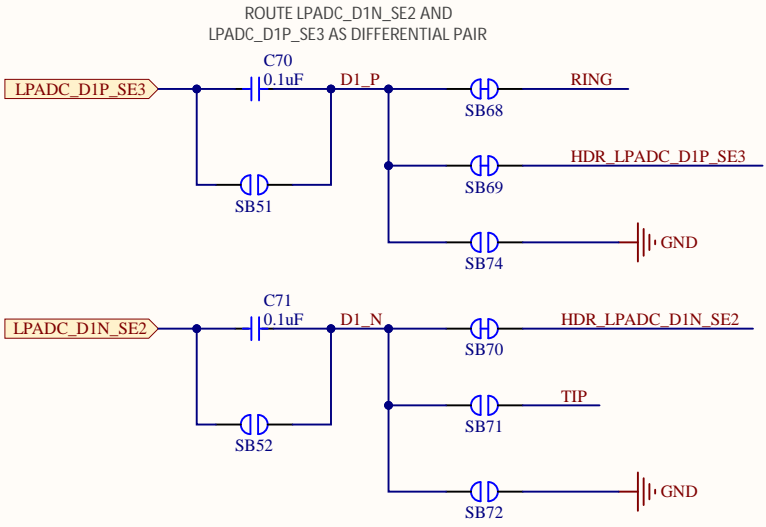 ROUTE LPADC_D1N_SE2 AND
LPADC_D1P_SE3 AS DIFFERENTIAL PAIR
C70
LPADC_D1P_SE3
0.1uF
D1_P
RING
SB68
HDR_LPADC_D1P_SE3
SB51
SB69
GND
SB74
C71
LPADC_D1N_SE2
0.1uF
D1_N
HDR_LPADC_D1N_SE2
SB70
TIP
SB52
SB71
GND
SB72